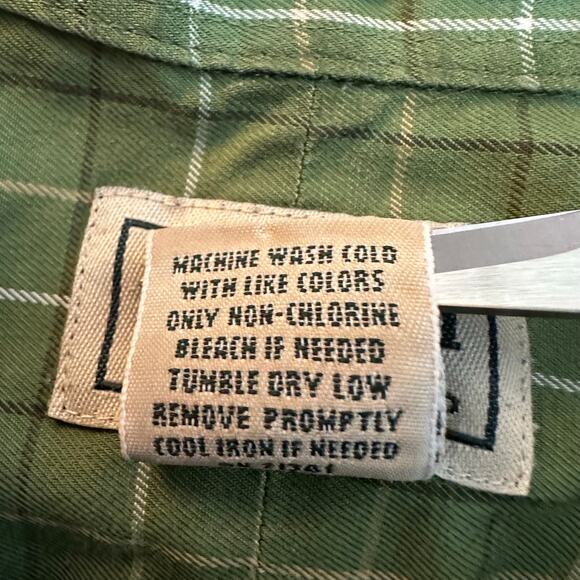 MACHINE WASH COLD
WITH LIKE COLORS
ONLY NON-CHLORINE
BLEACH IF NEEDED
TUMBLE DRY LOW
REMOVE PROMPTLY
COOL IRON IF NEEDED